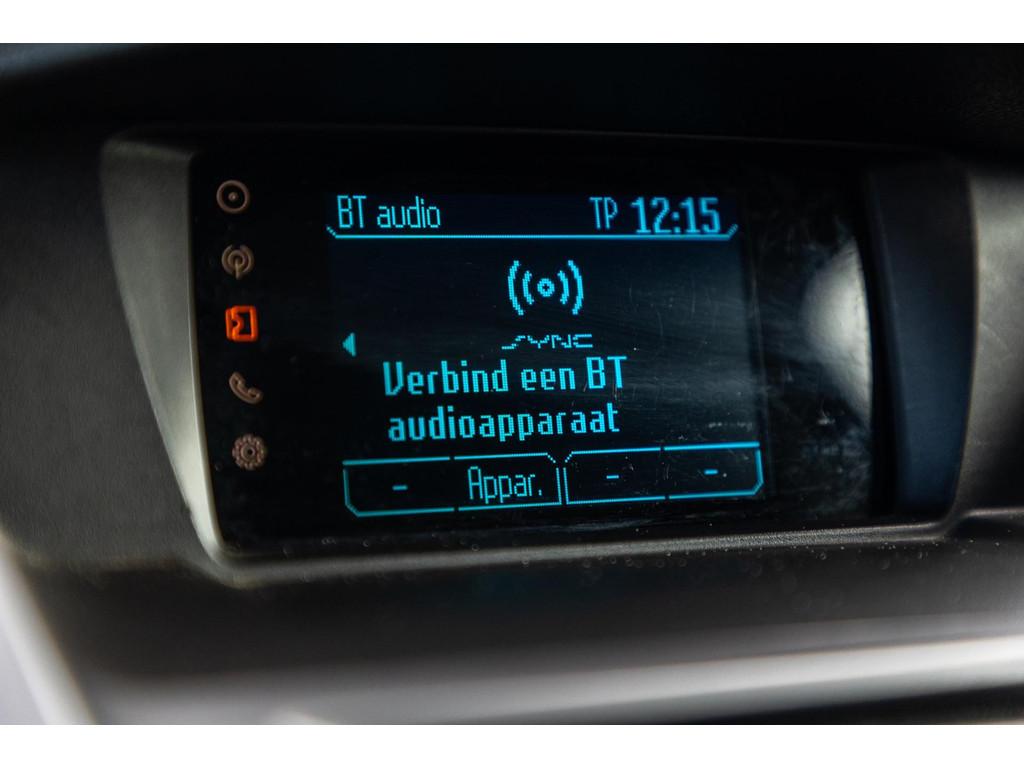 BT audio TP 12:15
SYNC
Verbind een BT
audioapparaat
- Appar. - -